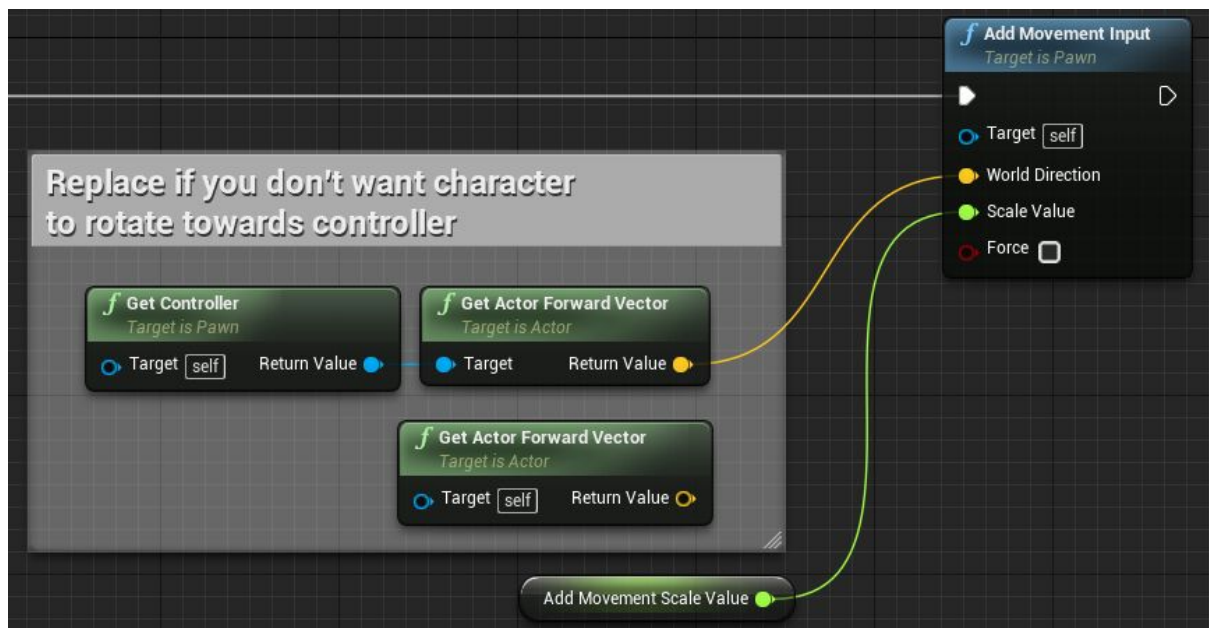 f Add Movement Input
Target is Pawn
Target self
World Direction
Scale Value
Force
Replace if you don't want character
to rotate towards controller
f Get Controller
Target is Pawn
Target self Return Value
f Get Actor Forward Vector
Target is Actor
Target Return Value
f Get Actor Forward Vector
Target is Actor
Target self Return Value
Add Movement Scale Value